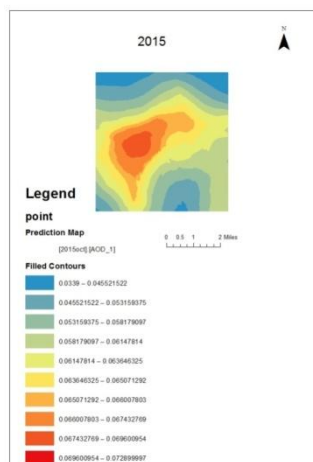 2015
N
Legend
point
Prediction Map
[2015oct].[AOD_1]
0 0.5 1 2 Miles
Filled Contours
0.0339 – 0.045521522
0.045521522 – 0.053159375
0.053159375 – 0.058179097
0.058179097 – 0.06147814
0.06147814 – 0.063646325
0.063646325 – 0.065071292
0.065071292 – 0.066007803
0.066007803 – 0.067432769
0.067432769 – 0.069600954
0.069600954 – 0.072899997